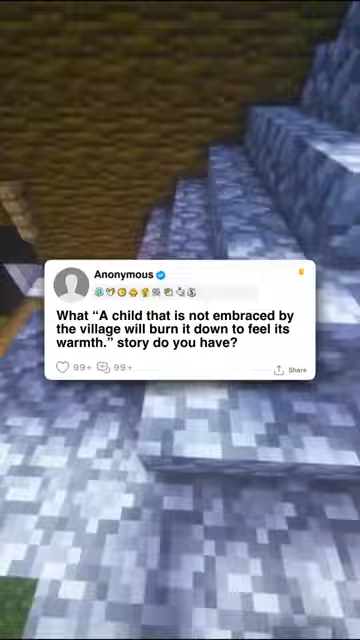 Anonymous
What “A child that is not embraced by
the village will burn it down to feel its
warmth.” story do you have?
99+ 99+ Share